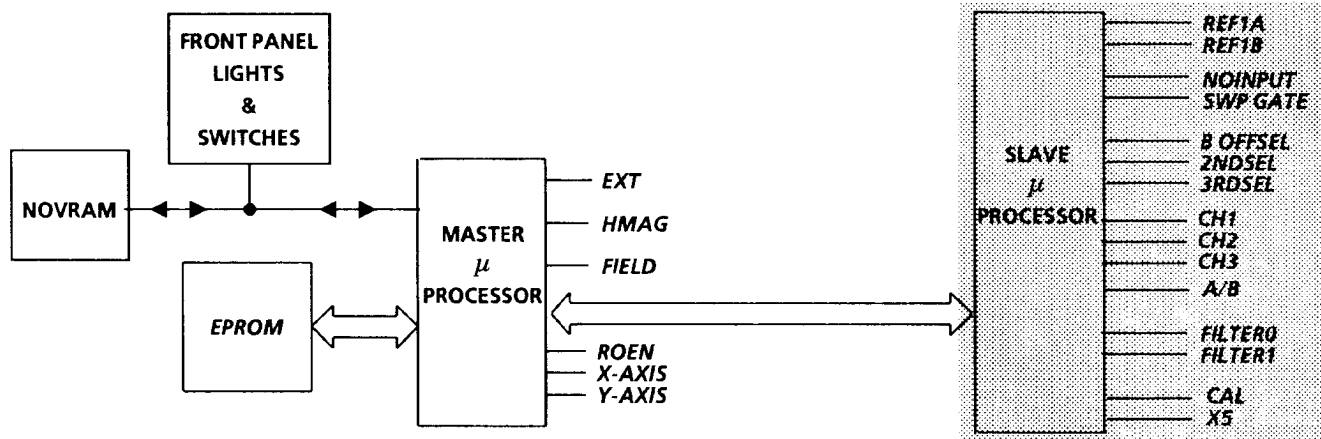 FRONT PANEL
LIGHTS
&
SWITCHES
NOVRAM
EPROM
MASTER
μ
PROCESSOR
EXT
HMAG
FIELD
ROEN
X-AXIS
Y-AXIS
SLAVE
μ
PROCESSOR
REF1A
REF1B
NOINPUT
SWP GATE
B OFFSEL
2NDSEL
3RDSEL
CH1
CH2
CH3
A/B
FILTER0
FILTER1
CAL
X5